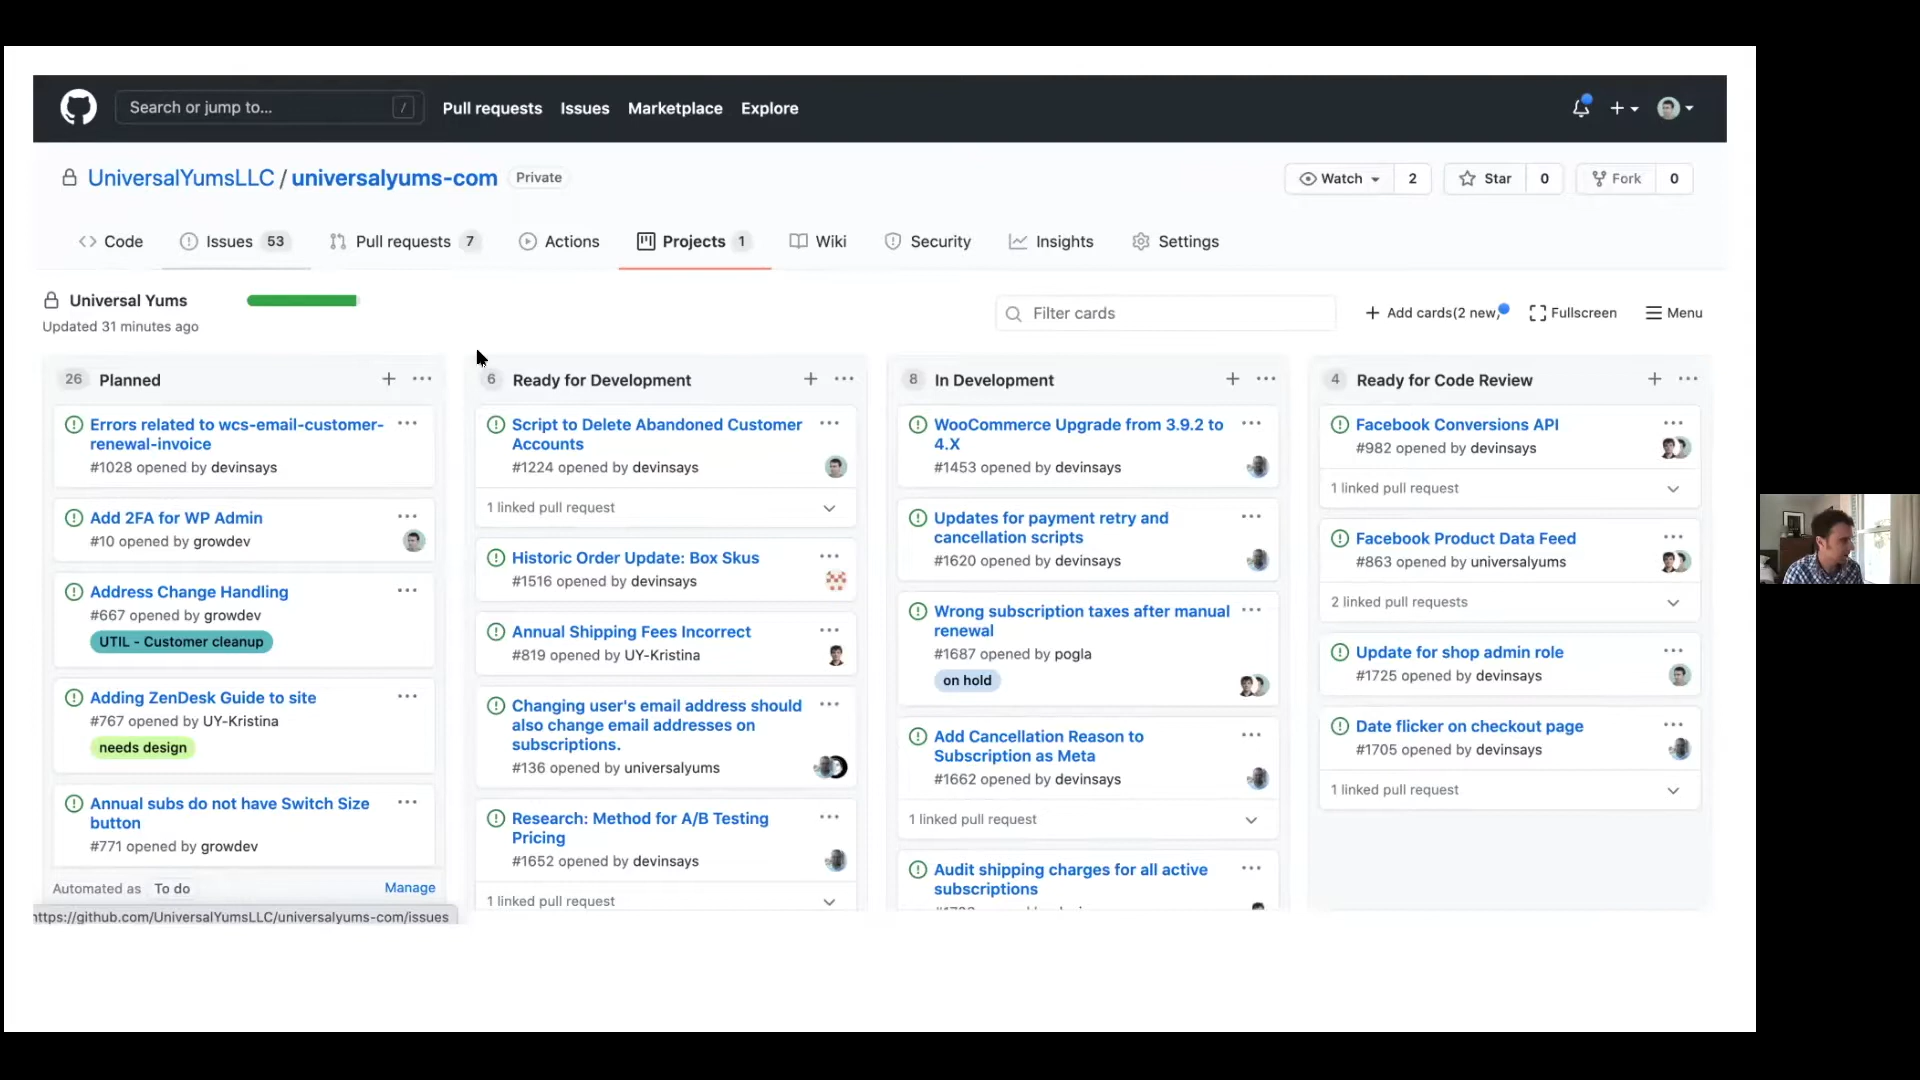 Search or jump to... / Pull requests Issues Marketplace Explore
UniversalYumsLLC / universalyums-com Private
Watch 2 Star 0 Fork 0
Code Issues 53 Pull requests 7 Actions Projects 1 Wiki Security Insights Settings
Universal Yums
Updated 31 minutes ago
Filter cards
Add cards(2 new) Fullscreen Menu
26 Planned
Errors related to wcs-email-customer-
renewal-invoice
#1028 opened by devinsays
Add 2FA for WP Admin
#10 opened by growdev
Address Change Handling
#667 opened by growdev
UTIL - Customer cleanup
Adding ZenDesk Guide to site
#767 opened by UY-Kristina
needs design
Annual subs do not have Switch Size
button
#771 opened by growdev
Automated as To do Manage
https://github.com/UniversalYumsLLC/universalyums-com/issues
6 Ready for Development
Script to Delete Abandoned Customer
Accounts
#1224 opened by devinsays
1 linked pull request
Historic Order Update: Box Skus
#1516 opened by devinsays
Annual Shipping Fees Incorrect
#819 opened by UY-Kristina
Changing user's email address should
also change email addresses on
subscriptions.
#136 opened by universalyums
Research: Method for A/B Testing
Pricing
#1652 opened by devinsays
1 linked pull request
8 In Development
WooCommerce Upgrade from 3.9.2 to
4.X
#1453 opened by devinsays
Updates for payment retry and
cancellation scripts
#1620 opened by devinsays
Wrong subscription taxes after manual
renewal
#1687 opened by pogla
on hold
Add Cancellation Reason to
Subscription as Meta
#1662 opened by devinsays
1 linked pull request
Audit shipping charges for all active
subscriptions
4 Ready for Code Review
Facebook Conversions API
#982 opened by devinsays
1 linked pull request
Facebook Product Data Feed
#863 opened by universalyums
2 linked pull requests
Update for shop admin role
#1725 opened by devinsays
Date flicker on checkout page
#1705 opened by devinsays
1 linked pull request